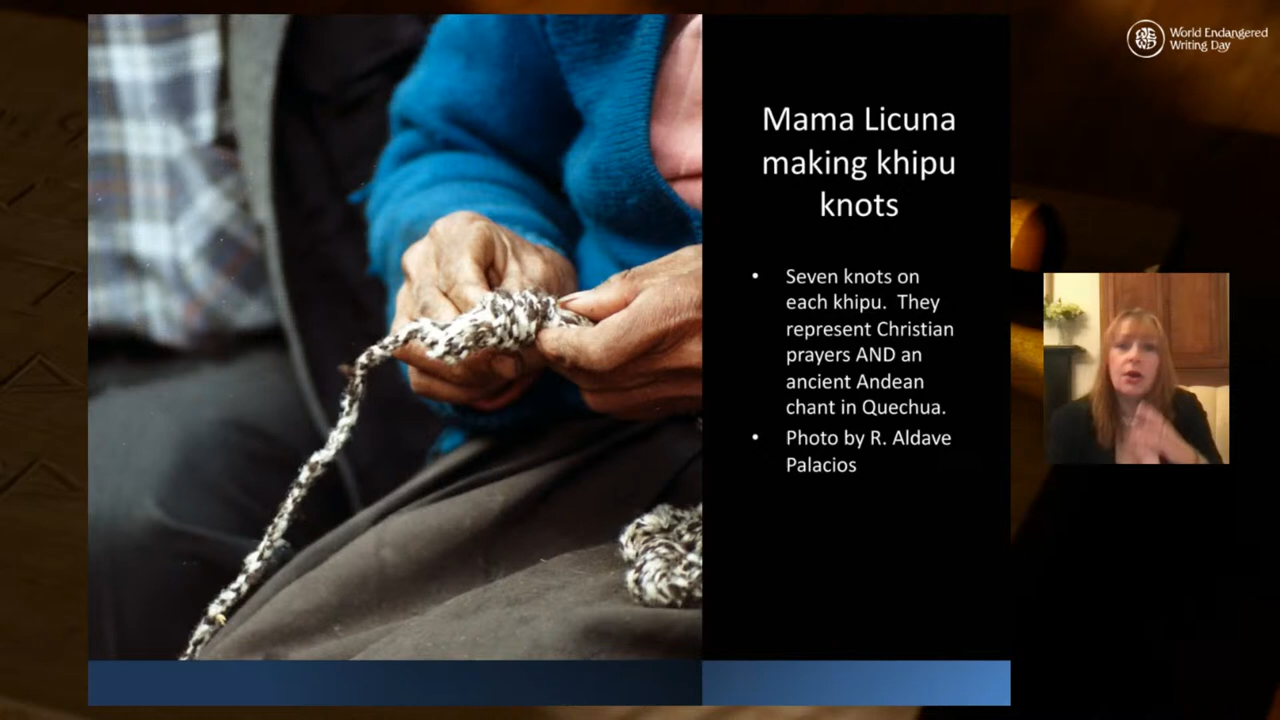 World Endangered
Writing Day
Mama Licuna
making khipu
knots
• Seven knots on
each khipu. They
represent Christian
prayers AND an
ancient Andean
chant in Quechua.
• Photo by R. Aldave
Palacios